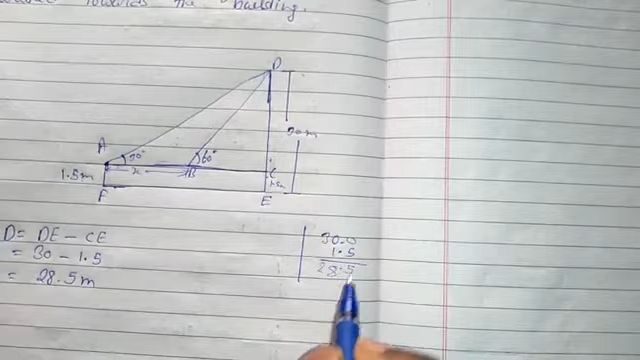 towards the building.
D
30m
A
30°
60°
x
B
C
1.5m
1.5m
F
E
D = DE - CE
= 30 - 1.5
= 28.5m
30.0
1.5
28.5